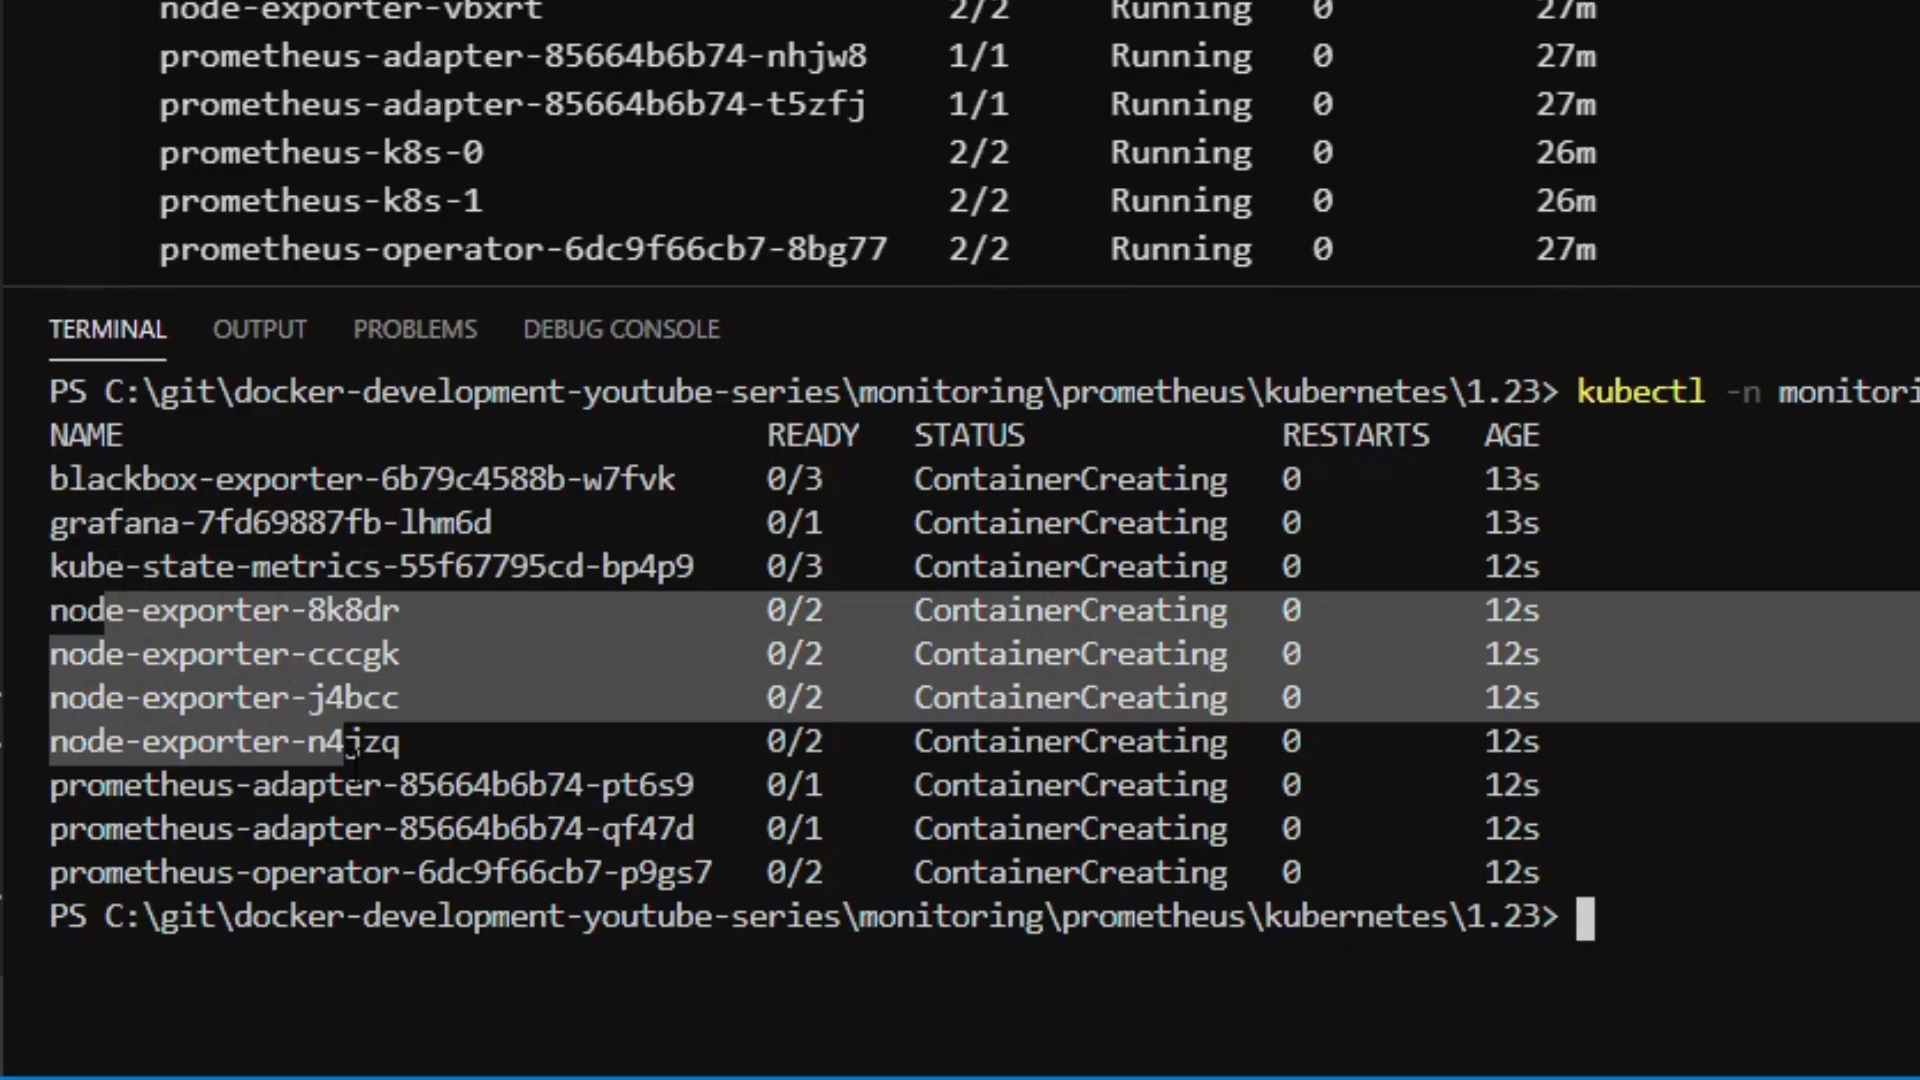 node-exporter-vbxrt 2/2 Running 0 27m
prometheus-adapter-85664b6b74-nhjw8 1/1 Running 0 27m
prometheus-adapter-85664b6b74-t5zfj 1/1 Running 0 27m
prometheus-k8s-0 2/2 Running 0 26m
prometheus-k8s-1 2/2 Running 0 26m
prometheus-operator-6dc9f66cb7-8bg77 2/2 Running 0 27m
TERMINAL OUTPUT PROBLEMS DEBUG CONSOLE
PS C:\git\docker-development-youtube-series\monitoring\prometheus\kubernetes\1.23> kubectl -n monitori
NAME READY STATUS RESTARTS AGE
blackbox-exporter-6b79c4588b-w7fvk 0/3 ContainerCreating 0 13s
grafana-7fd69887fb-lhm6d 0/1 ContainerCreating 0 13s
kube-state-metrics-55f67795cd-bp4p9 0/3 ContainerCreating 0 12s
node-exporter-8k8dr 0/2 ContainerCreating 0 12s
node-exporter-cccgk 0/2 ContainerCreating 0 12s
node-exporter-j4bcc 0/2 ContainerCreating 0 12s
node-exporter-n4jzq 0/2 ContainerCreating 0 12s
prometheus-adapter-85664b6b74-pt6s9 0/1 ContainerCreating 0 12s
prometheus-adapter-85664b6b74-qf47d 0/1 ContainerCreating 0 12s
prometheus-operator-6dc9f66cb7-p9gs7 0/2 ContainerCreating 0 12s
PS C:\git\docker-development-youtube-series\monitoring\prometheus\kubernetes\1.23>